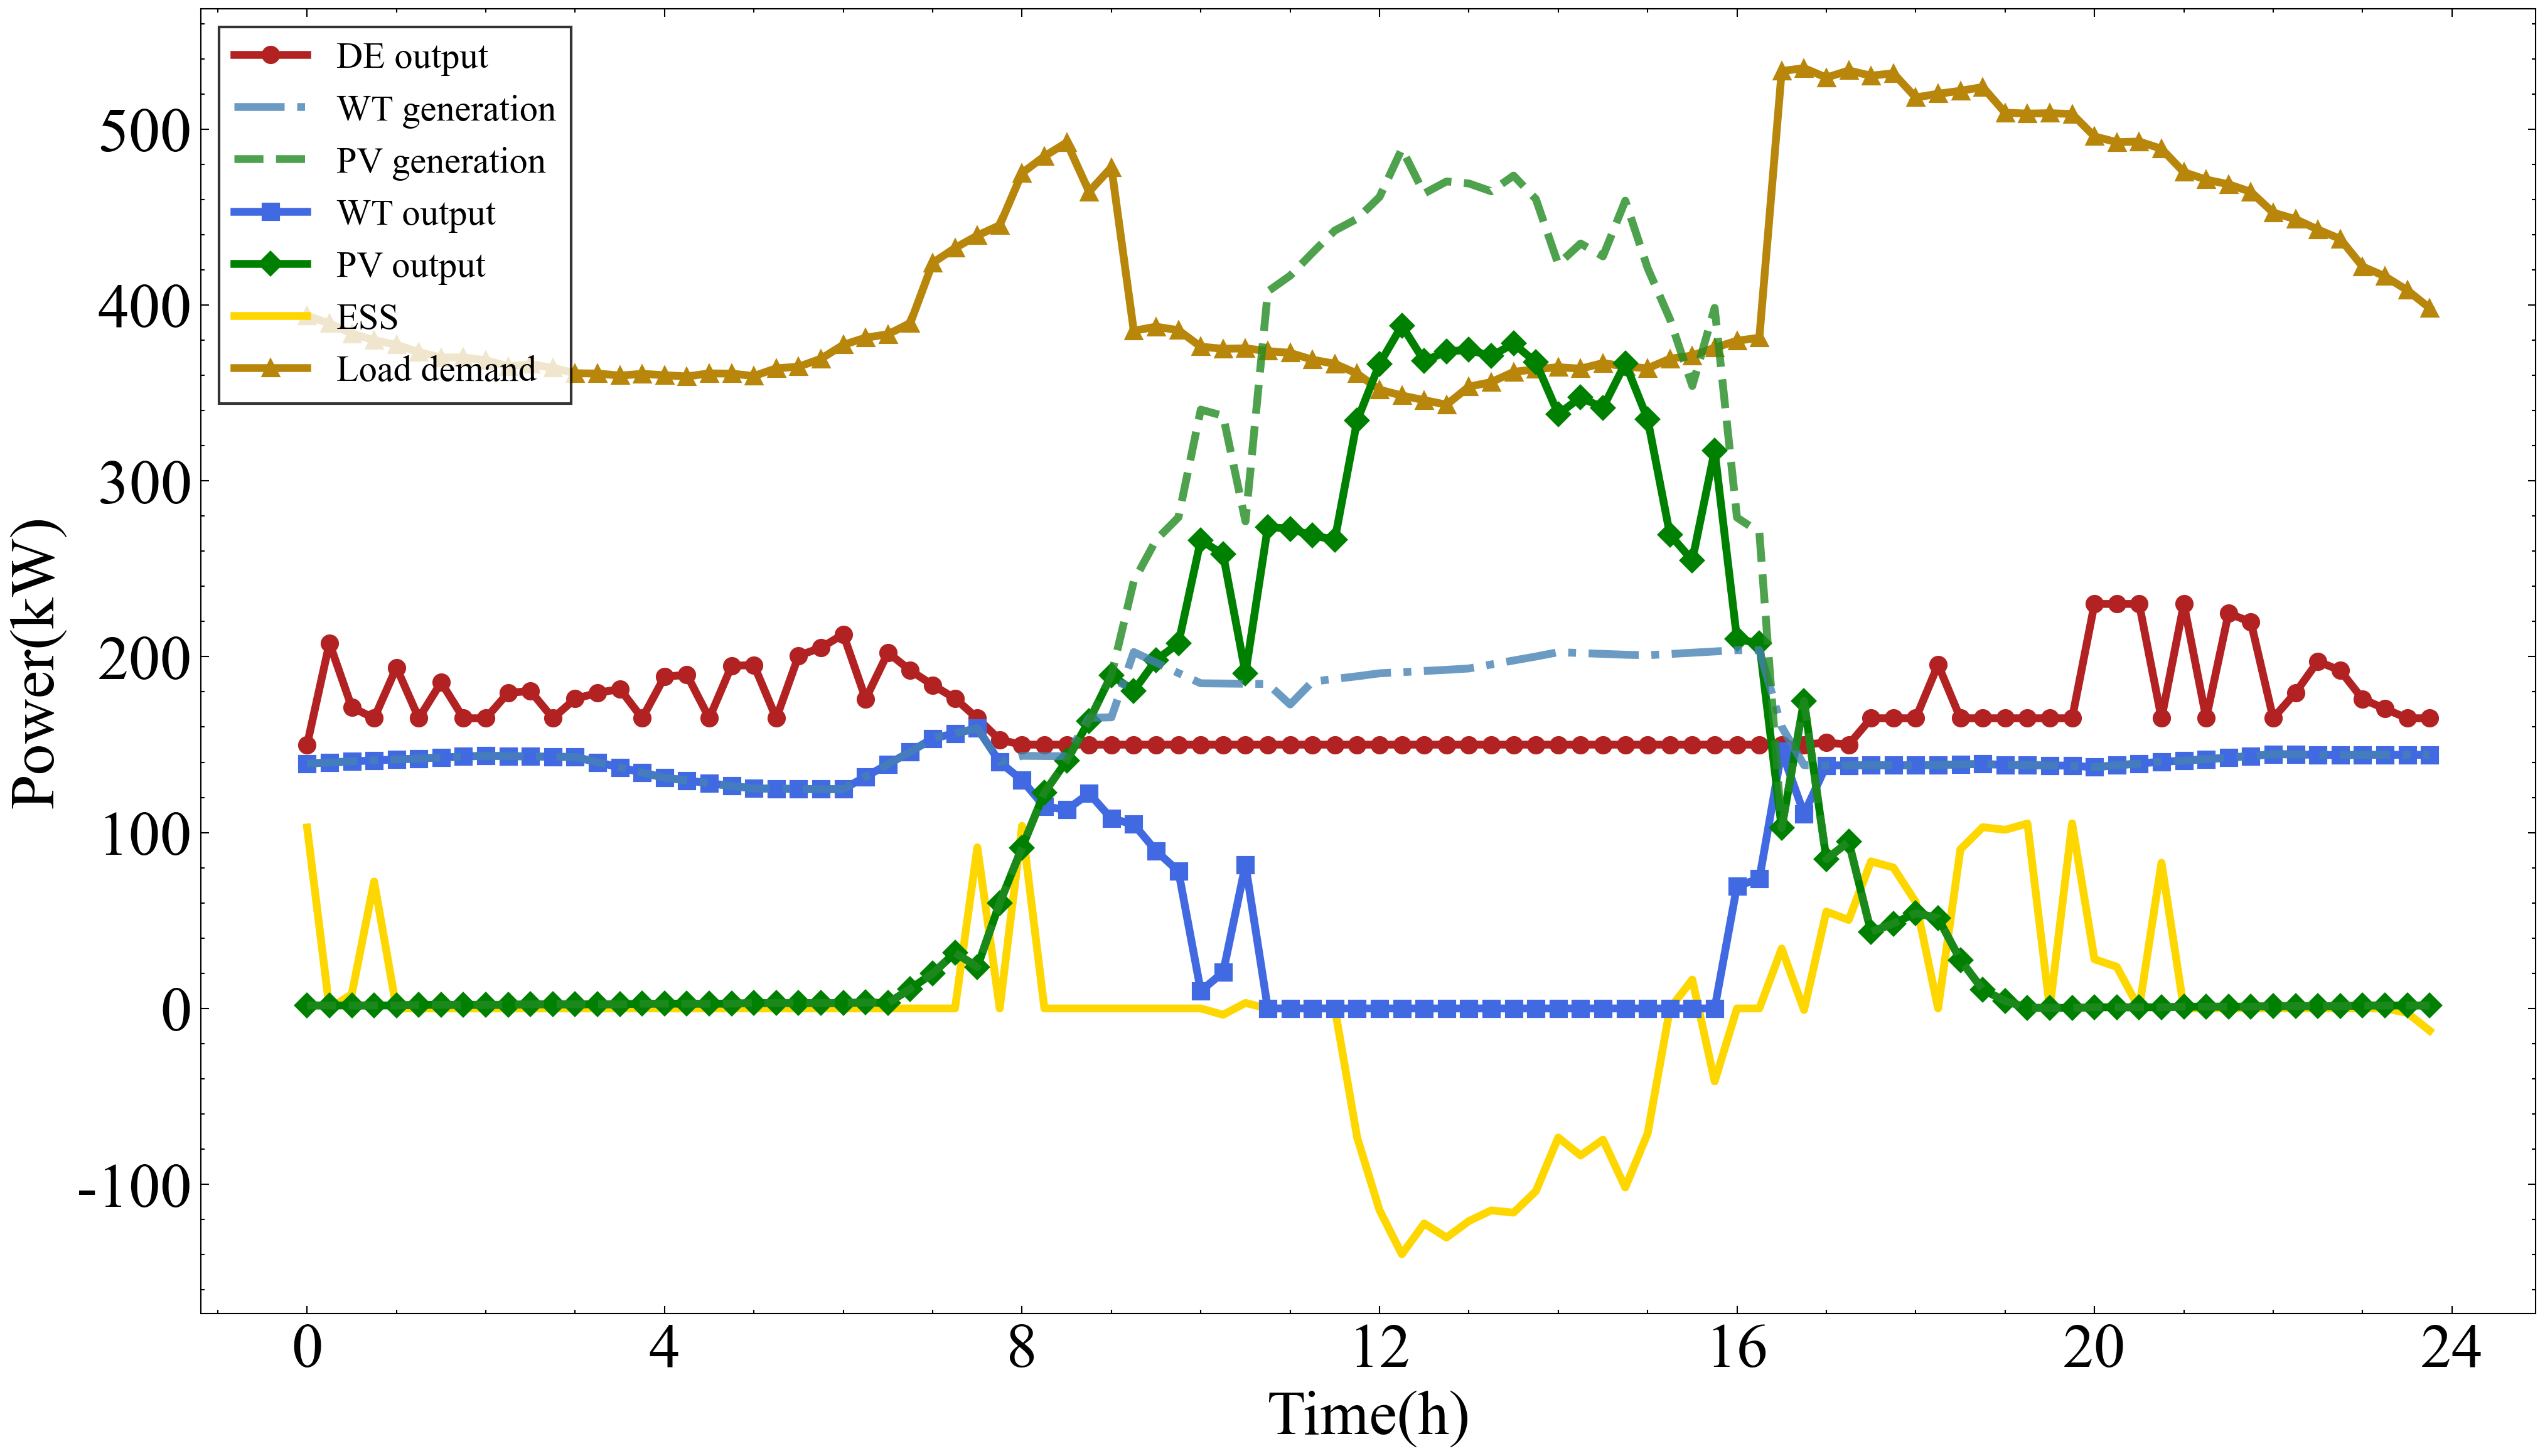 DE output
WT generation
PV generation
WT output
PV output
ESS
Load demand
500
400
300
200
100
0
-100
Power(kW)
0 4 8 12 16 20 24
Time(h)